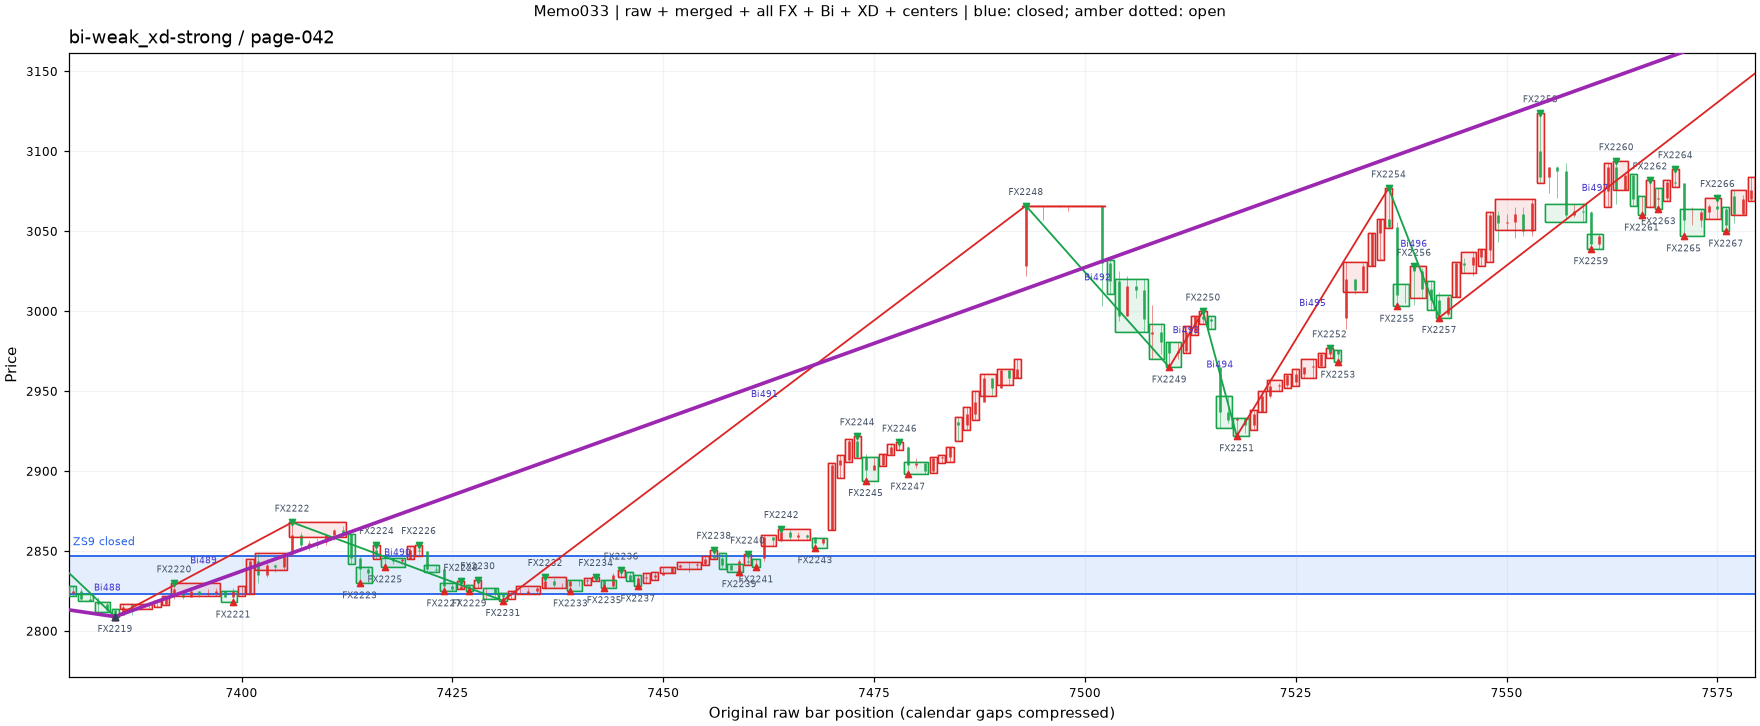 Memo033 | raw + merged + all FX + Bi + XD + centers | blue: closed; amber dotted: open
bi-weak_xd-strong / page-042
3150
3100
3050
3000
2950
2900
2850
2800
Price
ZS9 closed
Bi488
FX2219
FX2220
Bi489
FX2221
FX2222
FX2223
FX2224
FX2225
Bi490
FX2226
FX2229
FX2230
FX2231
FX2232
FX2233
FX2234
FX2235
FX2236
FX2237
FX2238
FX2239
FX2240
FX2241
FX2242
FX2243
FX2244
FX2245
FX2246
FX2247
Bi491
FX2248
Bi492
FX2249
FX2250
Bi494
FX2251
FX2252
FX2253
Bi495
FX2254
FX2255
Bi496
FX2256
FX2257
FX2259
Bi497
FX2260
FX2261
FX2262
FX2263
FX2264
FX2265
FX2266
FX2267
7400
7425
7450
7475
7500
7525
7550
7575
Original raw bar position (calendar gaps compressed)